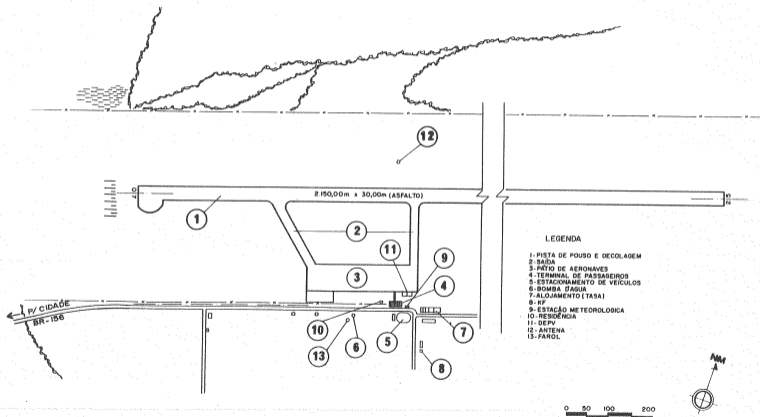 12
2.150,00m x 30,00m (ASFALTO)
1
2
11
9
3
4
LEGENDA
1- PISTA DE POUSO E DECOLAGEM
2- SAÍDA
3- PÁTIO DE AERONAVES
4- TERMINAL DE PASSAGEIROS
5- ESTACIONAMENTO DE VEÍCULOS
6- BOMBA D'AGUA
7- ALOJAMENTO (TASA)
8- KF
9- ESTAÇÃO METEOROLOGICA
10- RESIDÊNCIA
11- DEPV
12- ANTENA
13- FAROL
P/ CIDADE
BR-156
10
13
6
5
7
8
NM
0 50 100 200